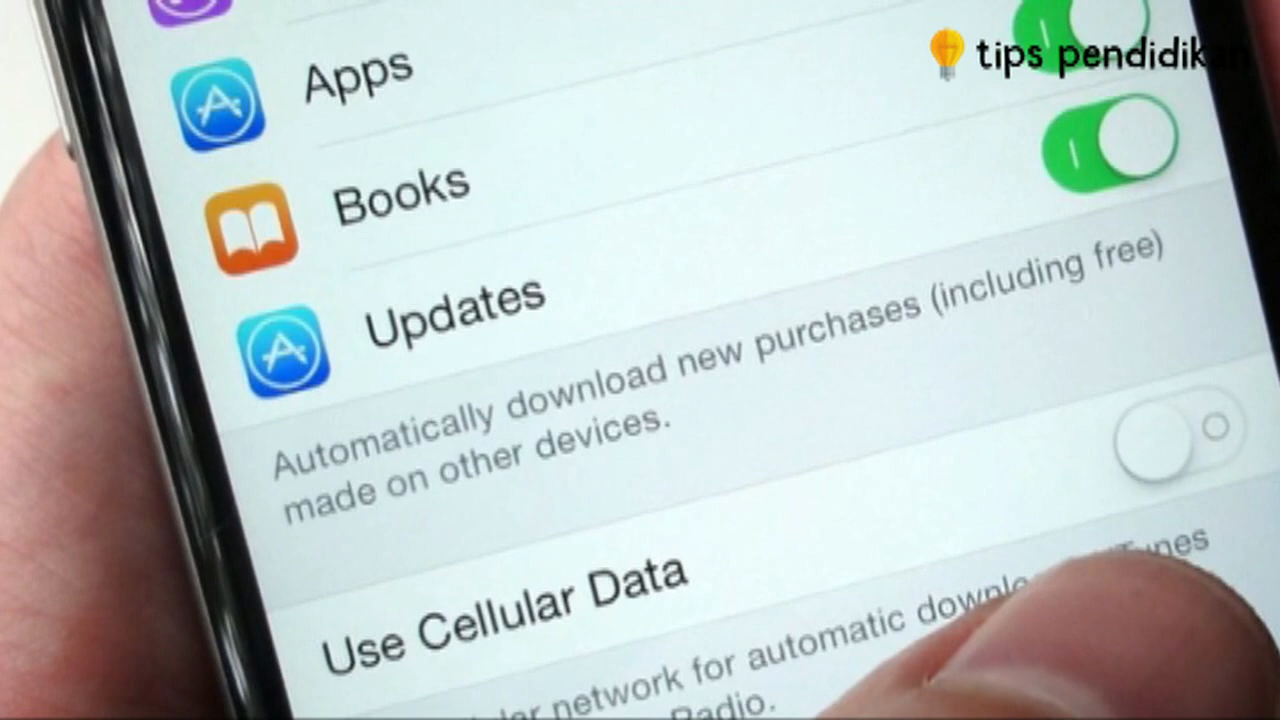 tips pendidikan
Apps
Books
Updates
Automatically download new purchases (including free)
made on other devices.
Use Cellular Data
network for automatic
Radio.